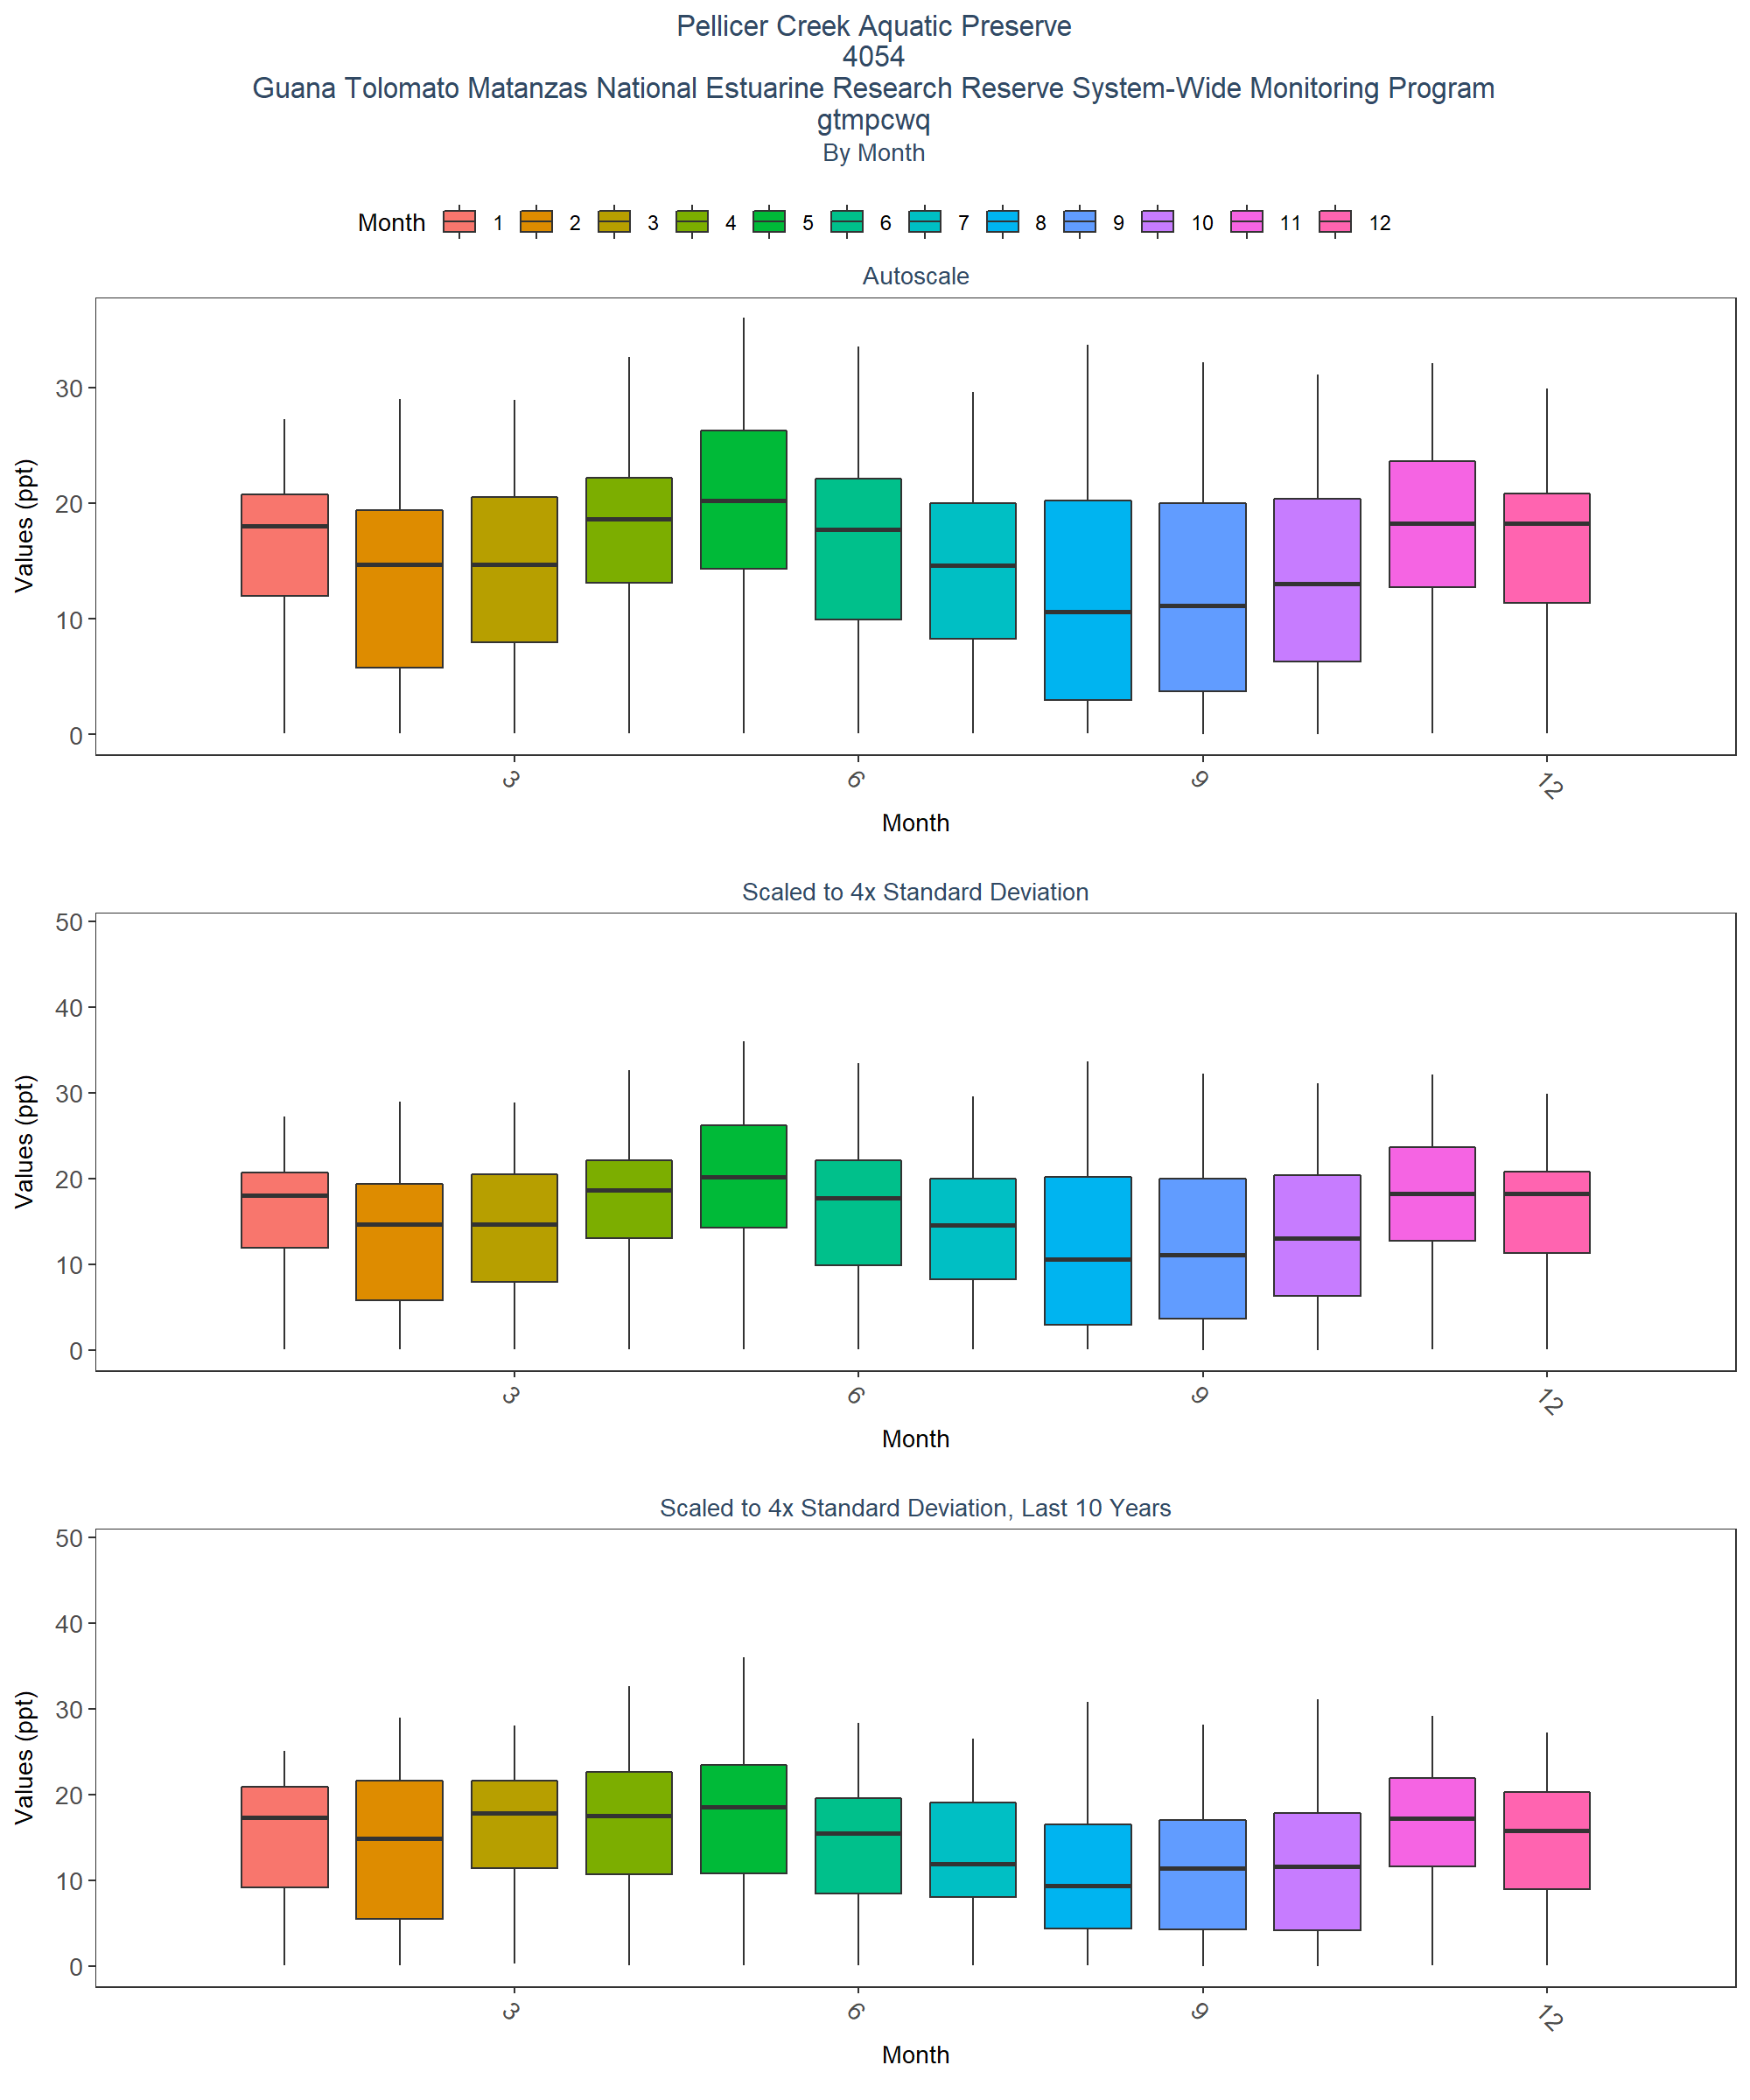 Pellicer Creek Aquatic Preserve
4054
Guana Tolomato Matanzas National Estuarine Research Reserve System-Wide Monitoring Program
gtmpcwq
By Month
Month 1 2 3 4 5 6 7 8 9 10 11 12
Autoscale
Values (ppt)
30
20
10
0
3 6 9 12
Month
Scaled to 4x Standard Deviation
Values (ppt)
50
40
30
20
10
0
3 6 9 12
Month
Scaled to 4x Standard Deviation, Last 10 Years
Values (ppt)
50
40
30
20
10
0
3 6 9 12
Month